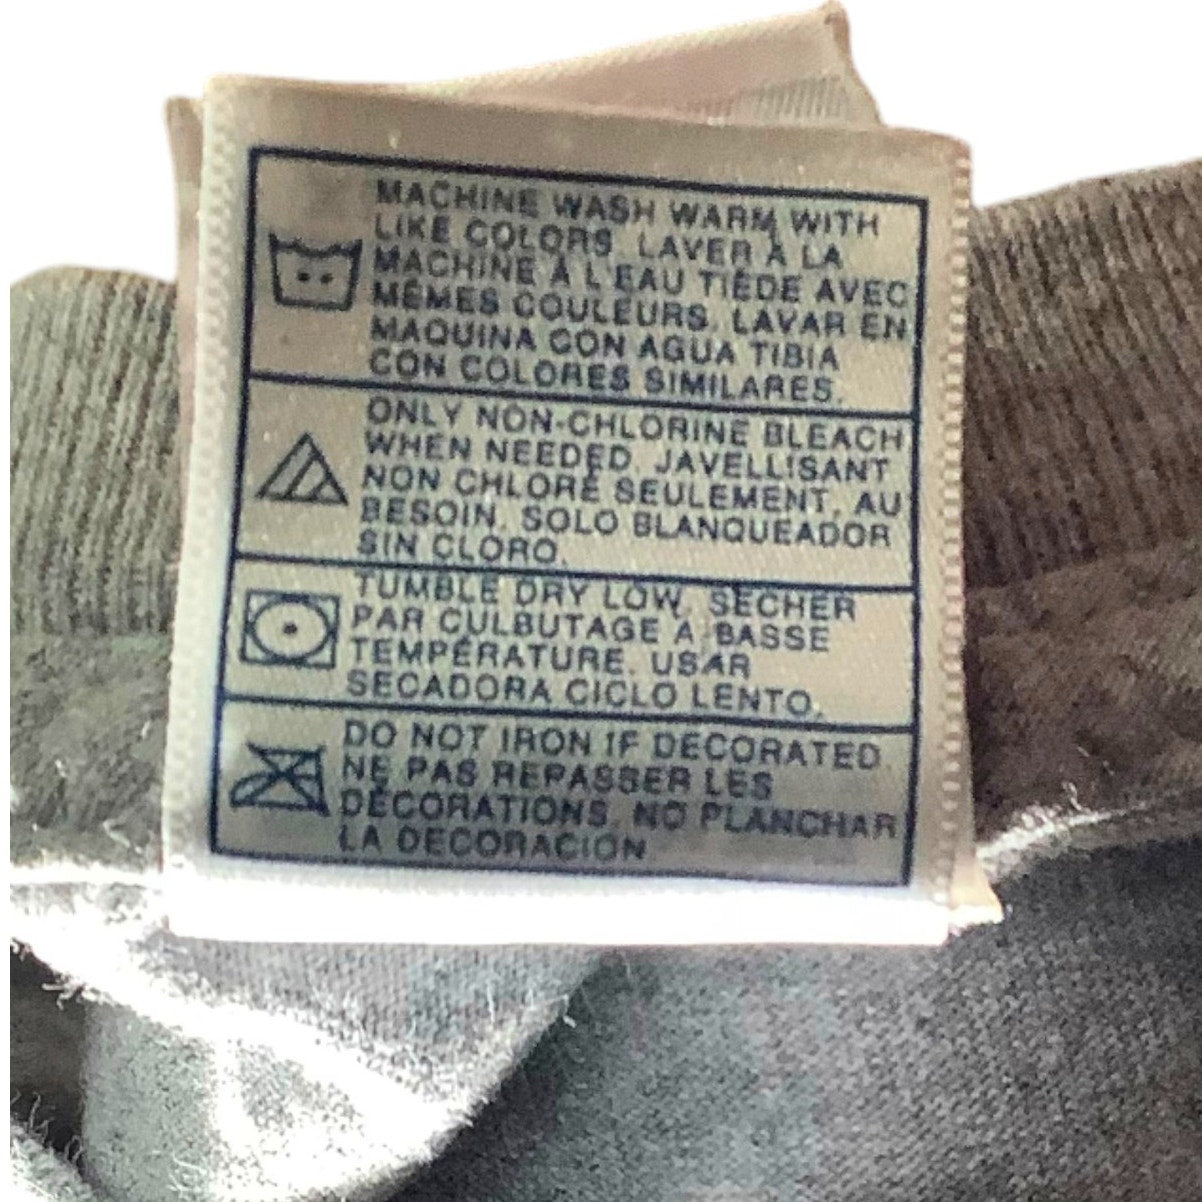 MACHINE WASH WARM WITH
LIKE COLORS. LAVER À LA
MACHINE À L'EAU TIÈDE AVEC
MÊMES COULEURS. LAVAR EN
MAQUINA CON AGUA TIBIA
CON COLORES SIMILARES.
ONLY NON-CHLORINE BLEACH
WHEN NEEDED. JAVELLISANT
NON CHLORÉ SEULEMENT, AU
BESOIN. SOLO BLANQUEADOR
SIN CLORO.
TUMBLE DRY LOW. SÉCHER
PAR CULBUTAGE À BASSE
TEMPÉRATURE. USAR
SECADORA CICLO LENTO.
DO NOT IRON IF DECORATED.
NE PAS REPASSER LES
DÉCORATIONS. NO PLANCHAR
LA DECORACIÓN